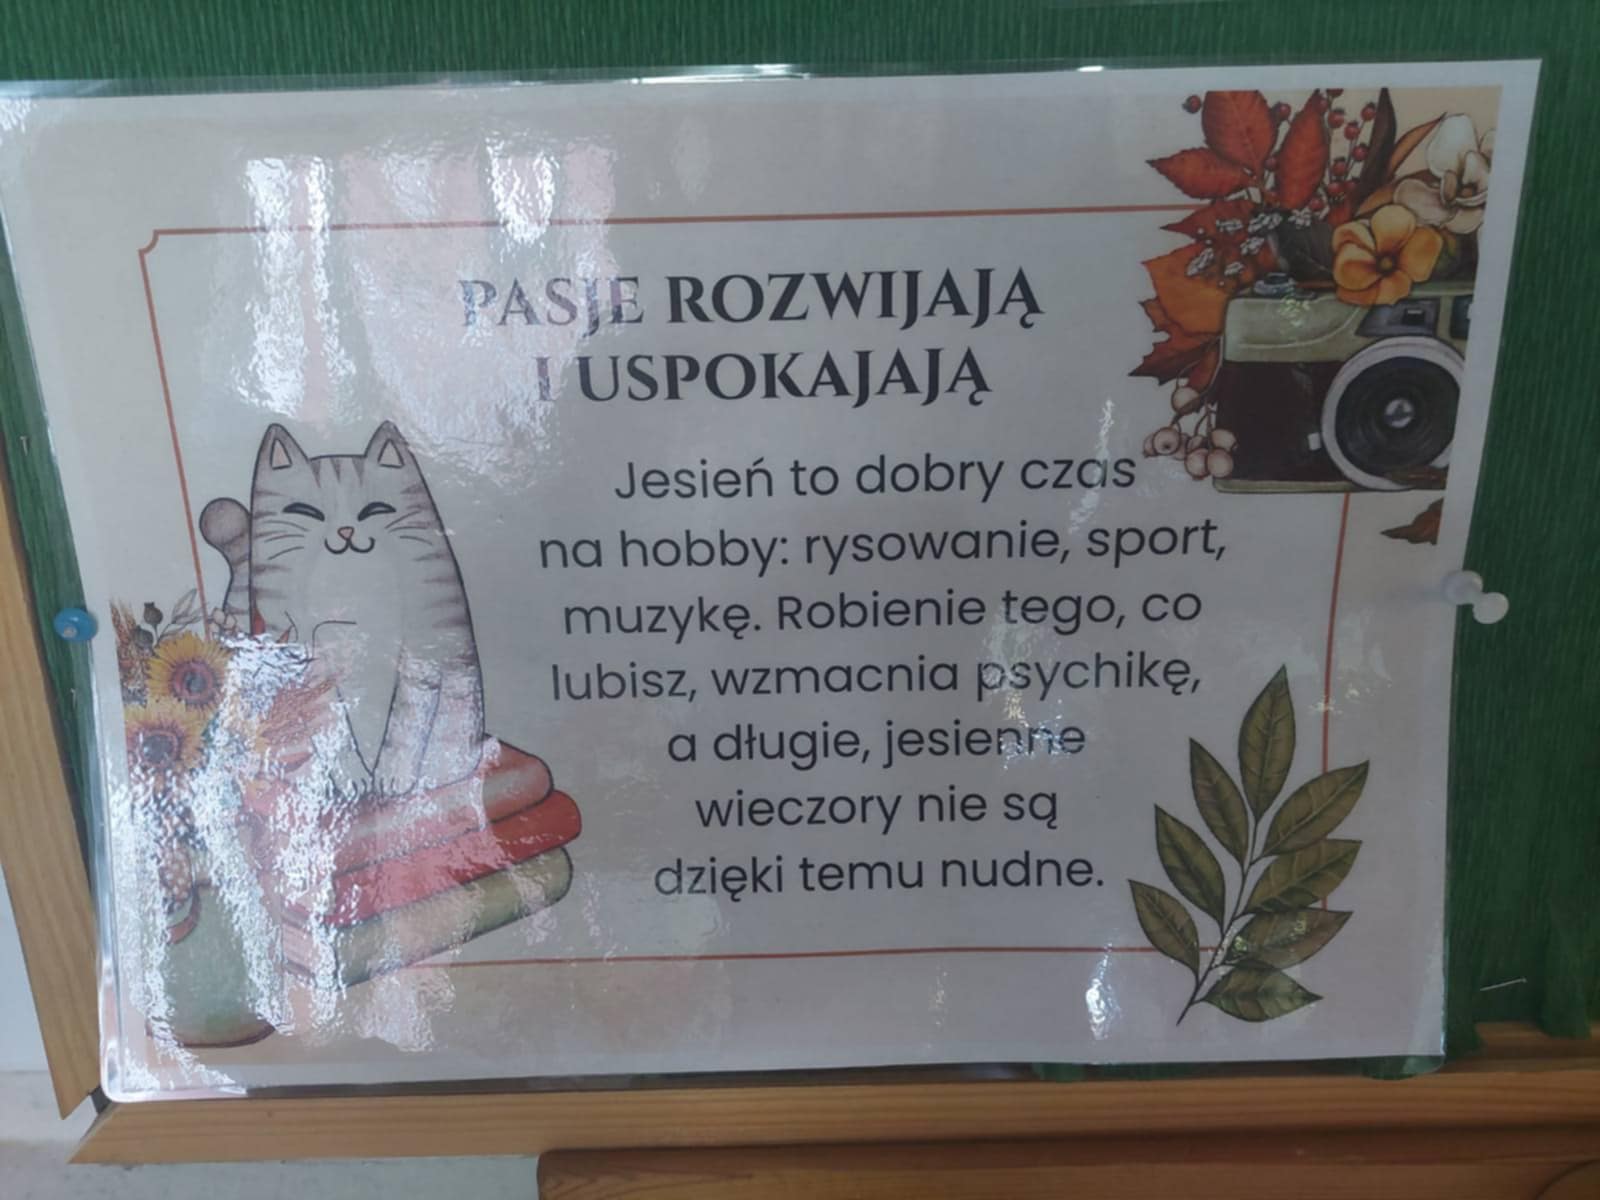 PASJE ROZWIJAJĄ
I USPOKAJAJĄ
Jesień to dobry czas
na hobby: rysowanie, sport,
muzykę. Robienie tego, co
lubisz, wzmacnia psychikę,
a długie, jesienne
wieczory nie są
dzięki temu nudne.